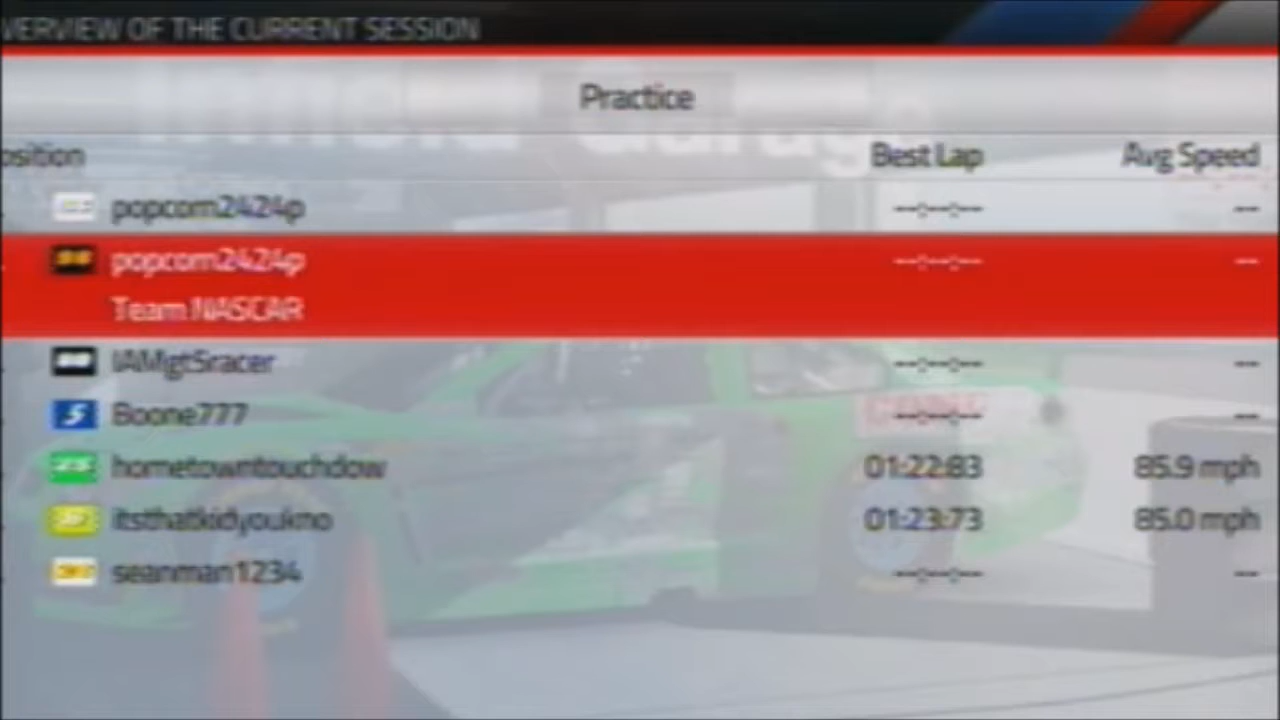 VERVIEW OF THE CURRENT SESSION
Practice
osition Best Lap Avg Speed
popcorn2424p --:--:-- --
popcorn2424p --:--:-- --
Team NASCAR
IAMgt5racer --:--:-- --
5 Boone777 --:--:-- --
hometowntouchdow 01:22:83 85.9 mph
itsthatkidyoukno 01:23:73 85.0 mph
seanman1234 --:--:-- --